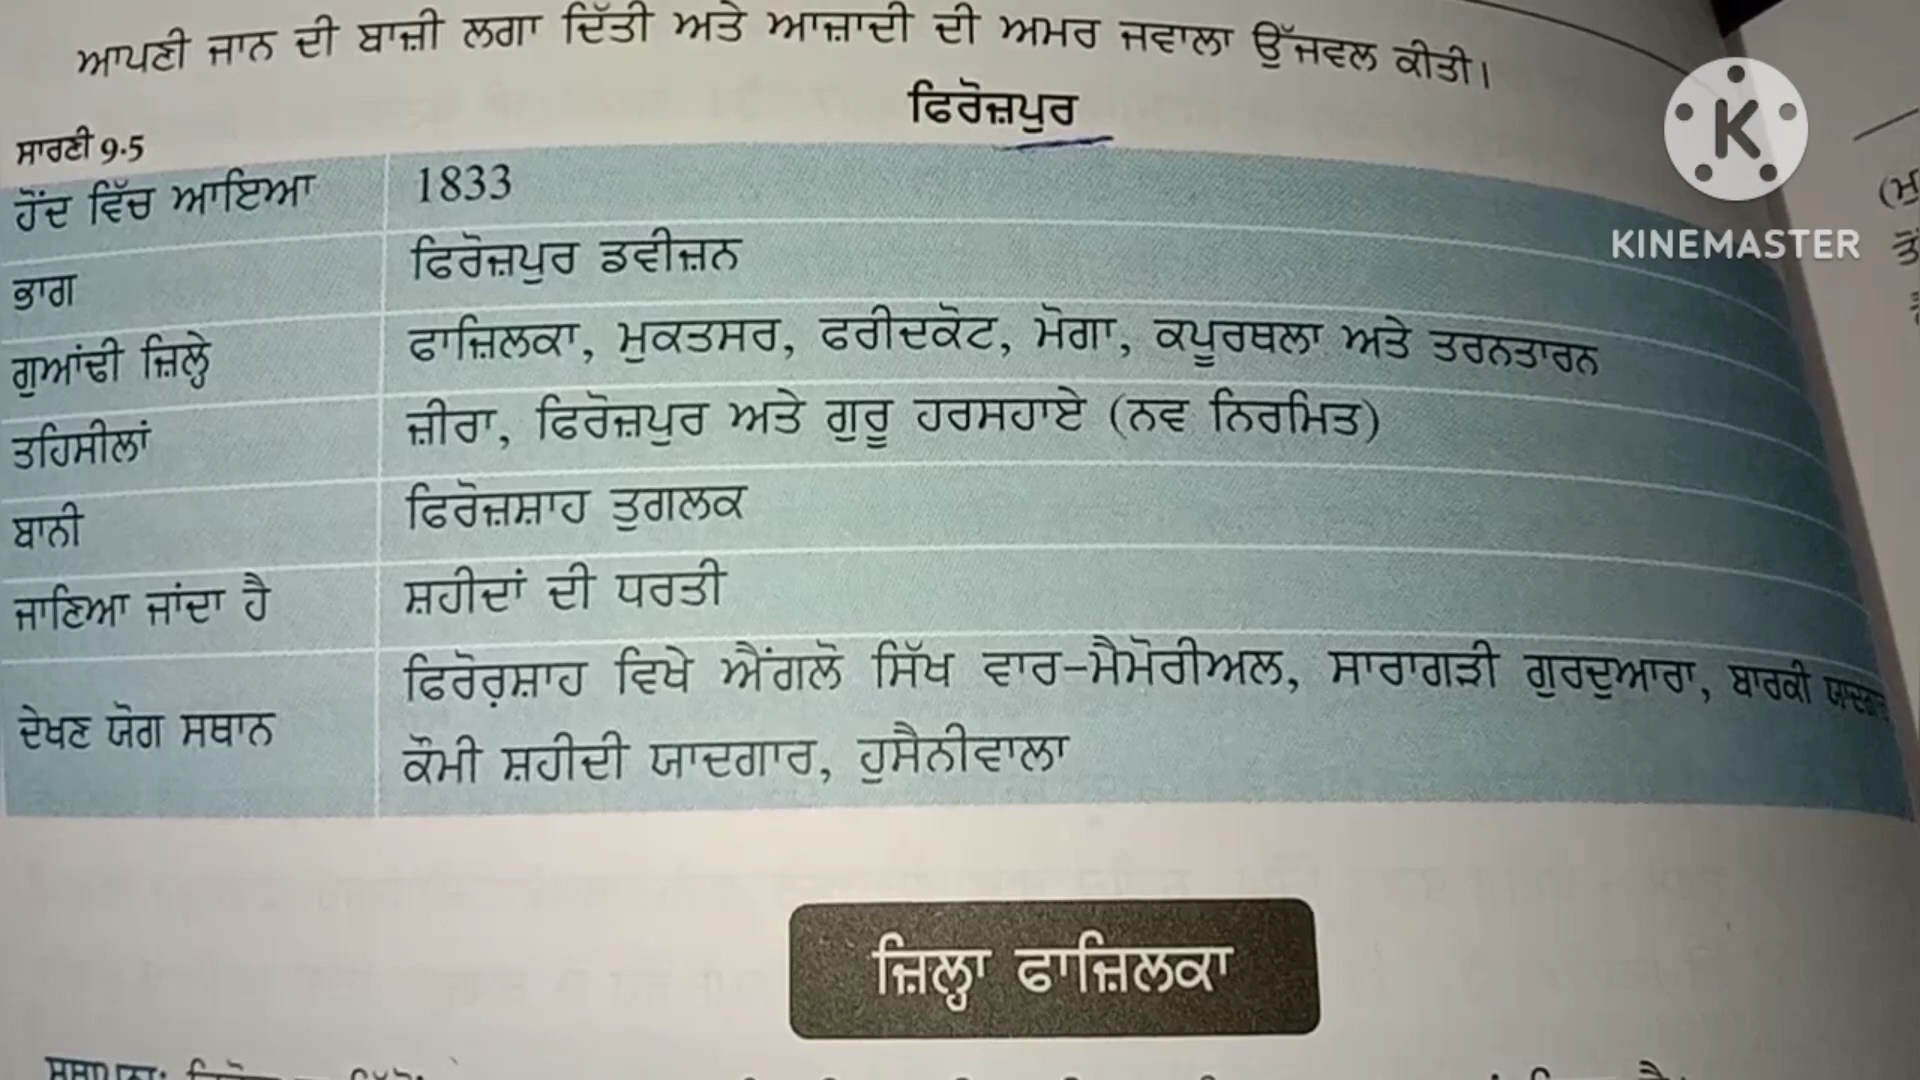 ਆਪਣੀ ਜਾਨ ਦੀ ਬਾਜ਼ੀ ਲਗਾ ਦਿੱਤੀ ਅਤੇ ਆਜ਼ਾਦੀ ਦੀ ਅਮਰ ਜਵਾਲਾ ਉੱਜਵਲ ਕੀਤੀ।
ਫਿਰੋਜ਼ਪੁਰ
ਸਾਰਣੀ 9.5
ਹੋਂਦ ਵਿੱਚ ਆਇਆ 1833
ਭਾਗ ਫਿਰੋਜ਼ਪੁਰ ਡਵੀਜ਼ਨ
ਗੁਆਂਢੀ ਜ਼ਿਲ੍ਹੇ ਫਾਜ਼ਿਲਕਾ, ਮੁਕਤਸਰ, ਫਰੀਦਕੋਟ, ਮੋਗਾ, ਕਪੂਰਥਲਾ ਅਤੇ ਤਰਨਤਾਰਨ
ਤਹਿਸੀਲਾਂ ਜ਼ੀਰਾ, ਫਿਰੋਜ਼ਪੁਰ ਅਤੇ ਗੁਰੂ ਹਰਸਹਾਏ (ਨਵ ਨਿਰਮਿਤ)
ਬਾਨੀ ਫਿਰੋਜ਼ਸ਼ਾਹ ਤੁਗਲਕ
ਜਾਣਿਆ ਜਾਂਦਾ ਹੈ ਸ਼ਹੀਦਾਂ ਦੀ ਧਰਤੀ
ਦੇਖਣ ਯੋਗ ਸਥਾਨ ਫਿਰੋਰ਼ਸ਼ਾਹ ਵਿਖੇ ਐਂਗਲੋ ਸਿੱਖ ਵਾਰ-ਮੈਮੋਰੀਅਲ, ਸਾਰਾਗੜੀ ਗੁਰਦੁਆਰਾ, ਬਾਰਕੀ
ਕੌਮੀ ਸ਼ਹੀਦੀ ਯਾਦਗਾਰ, ਹੁਸੈਨੀਵਾਲਾ
ਜ਼ਿਲ੍ਹਾ ਫਾਜ਼ਿਲਕਾ
KINEMASTER